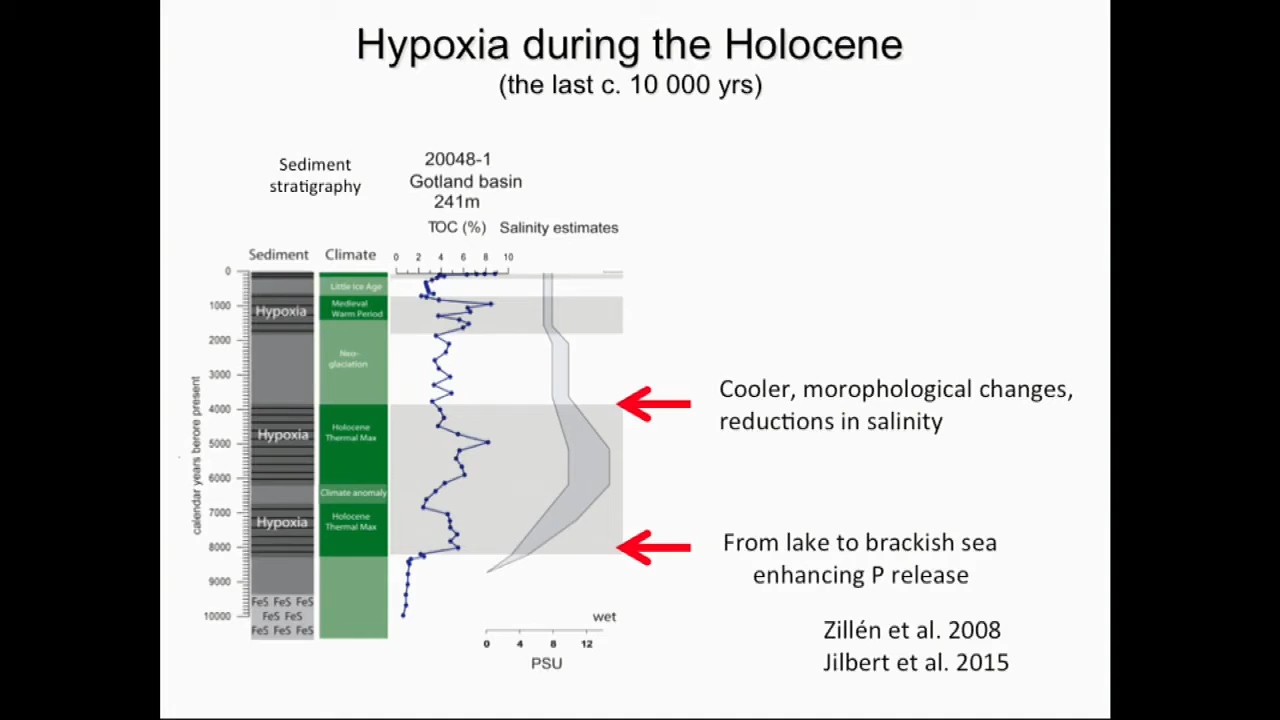 Hypoxia during the Holocene
(the last c. 10 000 yrs)
Sediment
stratigraphy
20048-1
Gotland basin
241m
TOC (%) Salinity estimates
Sediment Climate
0 2 4 6 8 10
0
1000
2000
3000
4000
5000
6000
7000
8000
9000
10000
calendar years berore present
Hypoxia
Hypoxia
Hypoxia
FeS FeS FeS
FeS FeS
FeS FeS FeS
Little Ice Age
Medieval
Warm Period
Neo-
glaciation
Holocene
Thermal Max
Climate anomaly
Holocene
Thermal Max
Cooler, morophological changes,
reductions in salinity
From lake to brackish sea
enhancing P release
wet
0 4 8 12
PSU
Zillén et al. 2008
Jilbert et al. 2015